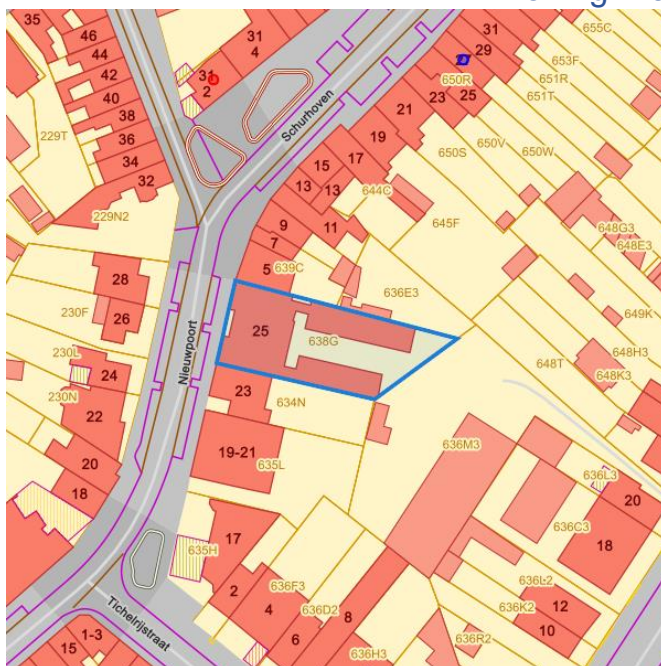 35
46
31
4
31
655C
44
29
653F
42
31
2
650R
651R
40
23
25
651T
229T
38
Schurhoven
21
36
19
650V
650W
34
15
17
650S
32
13
13
644C
229N2
9
11
645F
648G3
7
648E3
5
639C
28
636E3
649K
230F
26
25
638G
Nieuwpoort
648H3
230L
24
648T
648K3
230N
23
634N
22
19-21
636M3
20
635L
636L3
18
20
636C3
17
18
635H
636F3
636L2
2
4
636D2
636K2
12
Tichelrijstraat
8
10
1-3
6
636R2
15
636H3